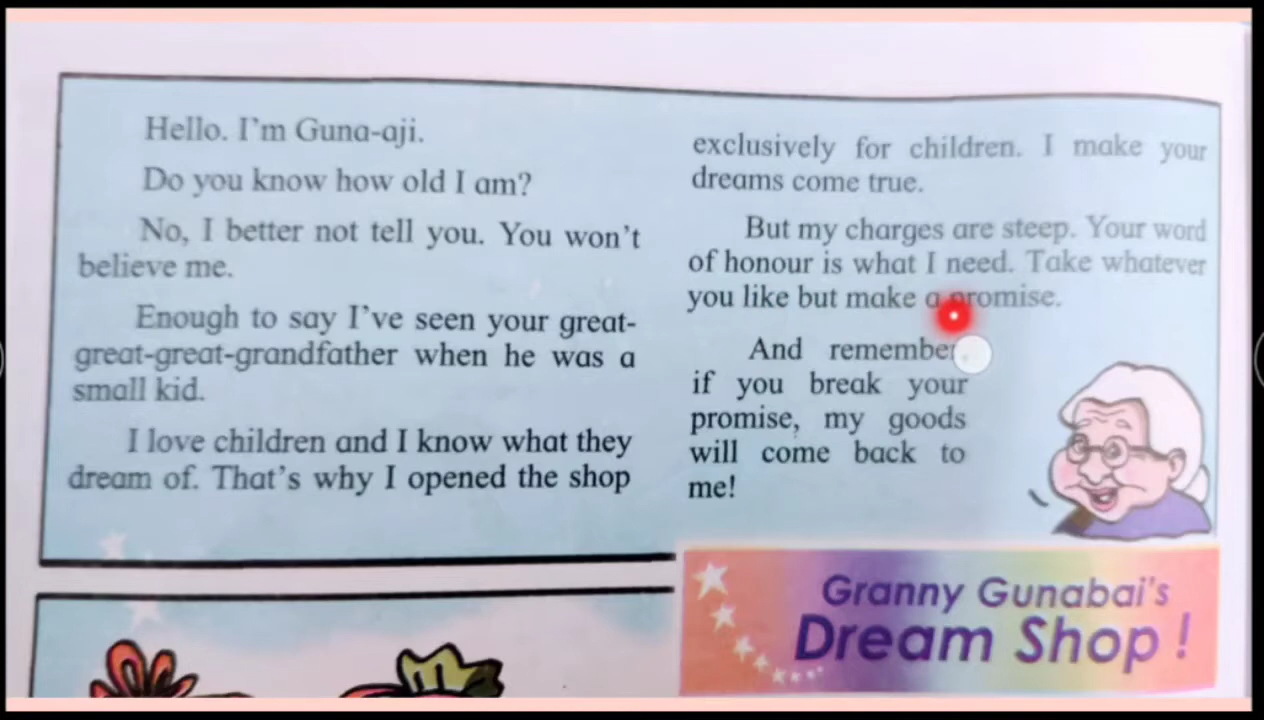 Hello. I'm Guna-aji.
Do you know how old I am?
No, I better not tell you. You won't
believe me.
Enough to say I've seen your great-
great-great-grandfather when he was a
small kid.
I love children and I know what they
dream of. That's why I opened the shop
exclusively for children. I make your
dreams come true.
But my charges are steep. Your word
of honour is what I need. Take whatever
you like but make a promise.
And remember,
if you break your
promise, my goods
will come back to
me!
Granny Gunabai's
Dream Shop !